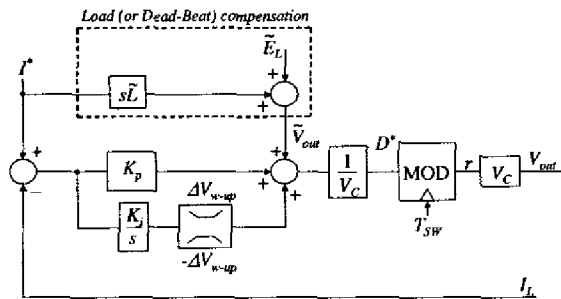 Load (or Dead-Beat) compensation
I*
Ẽ_L
+
sL̃
+
Ṽ_out
+
−
K_p
+
+
+
1
V_C
D*
MOD
r
V_C
V_out
T_SW
K_i
s
ΔV_w-up
-ΔV_w-up
I_L